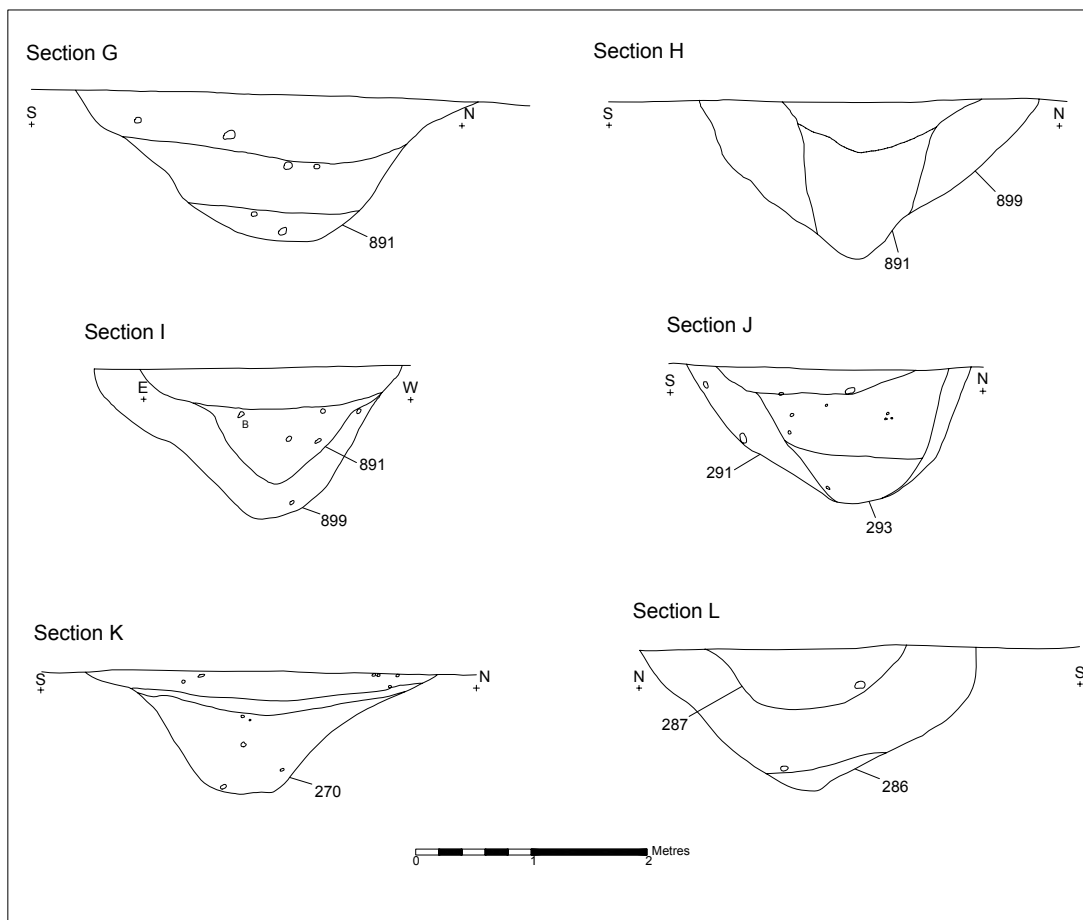 Section G
S
N
891
Section H
S
N
899
891
Section I
E
W
B
891
899
Section J
S
N
291
293
Section K
S
N
270
Section L
N
S
287
286
0
1
2
Metres